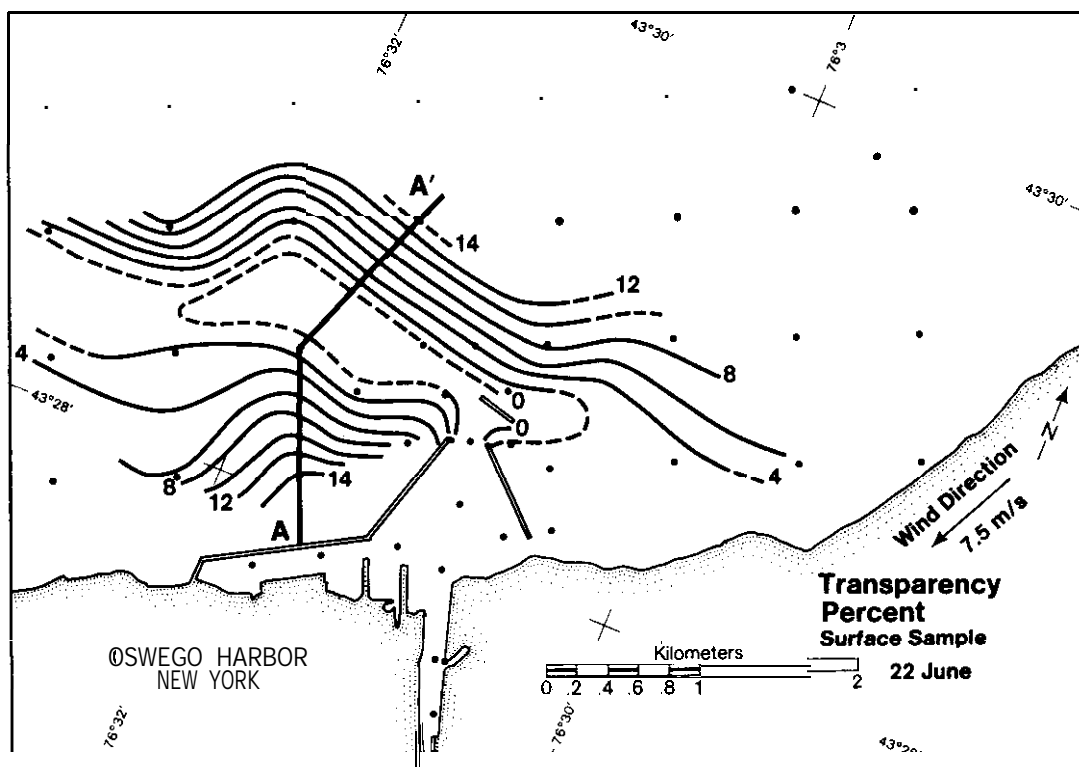 76°32'
43°30'
76°3
43°30'
A'
14
12
8
4
43°28'
0
0
4
8
12
14
A
Wind Direction
7.5 m/s
N
Transparency
Percent
Surface Sample
22 June
OSWEGO HARBOR
NEW YORK
Kilometers
0 .2 .4 .6 .8 1 2
76°32'
76°30'